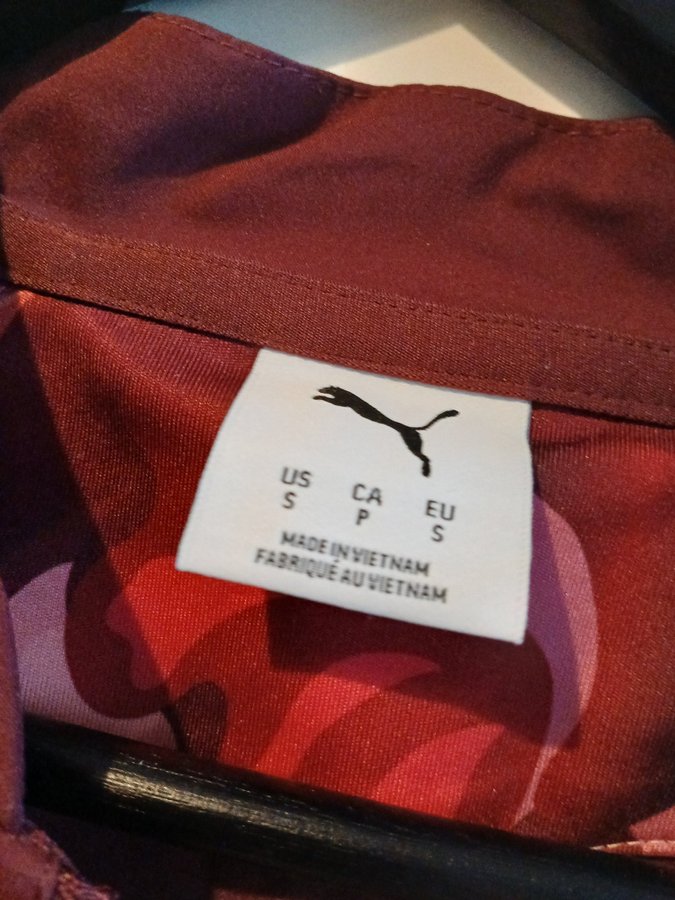 US CA EU
S P S
MADE IN VIETNAM
FABRIQUÉ AU VIETNAM